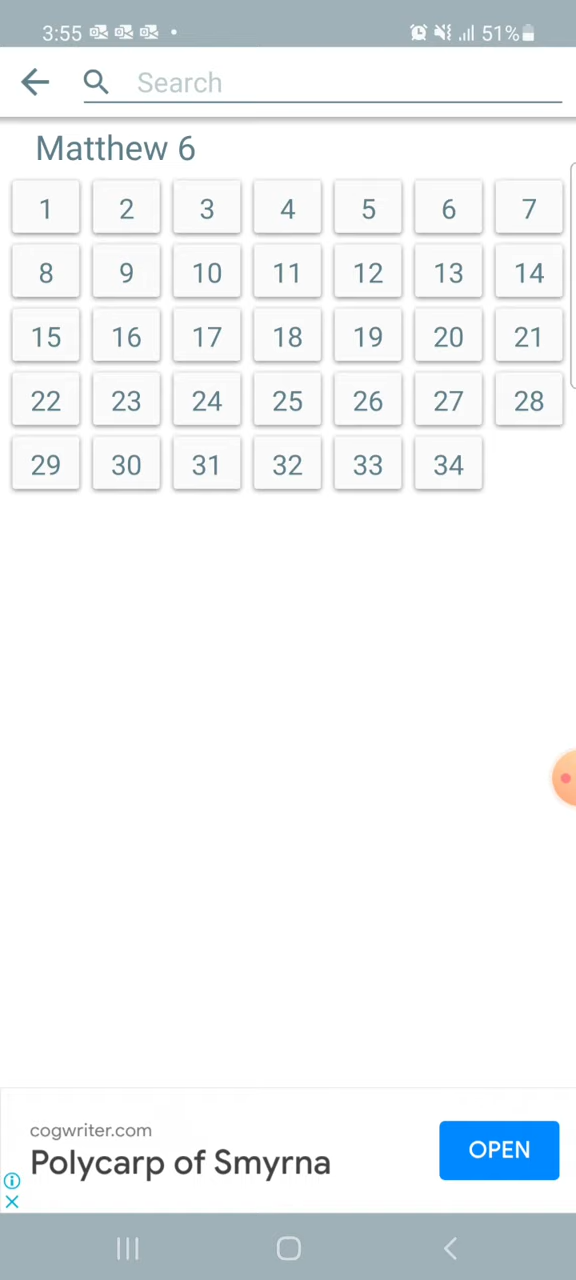 3:55 51%
Search
Matthew 6
1 2 3 4 5 6 7
8 9 10 11 12 13 14
15 16 17 18 19 20 21
22 23 24 25 26 27 28
29 30 31 32 33 34
cogwriter.com
Polycarp of Smyrna
OPEN